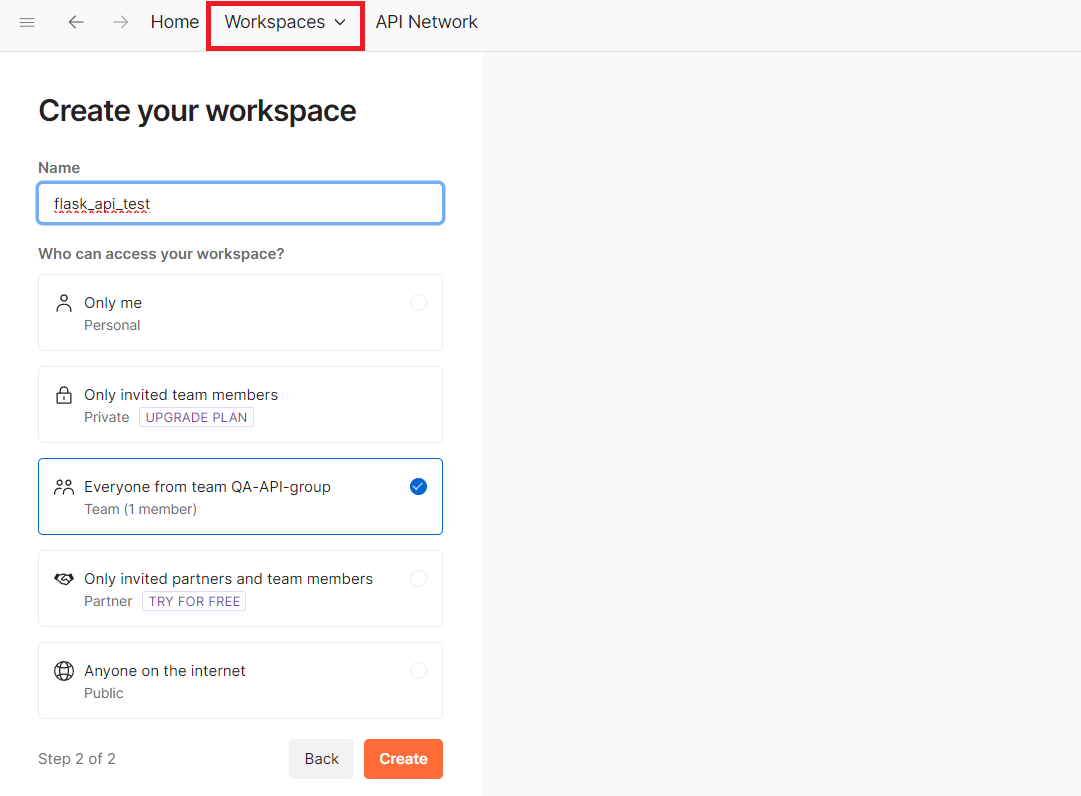 Home Workspaces API Network
Create your workspace
Name
flask_api_test
Who can access your workspace?
Only me
Personal
Only invited team members
Private UPGRADE PLAN
Everyone from team QA-API-group
Team (1 member)
Only invited partners and team members
Partner TRY FOR FREE
Anyone on the internet
Public
Step 2 of 2 Back Create